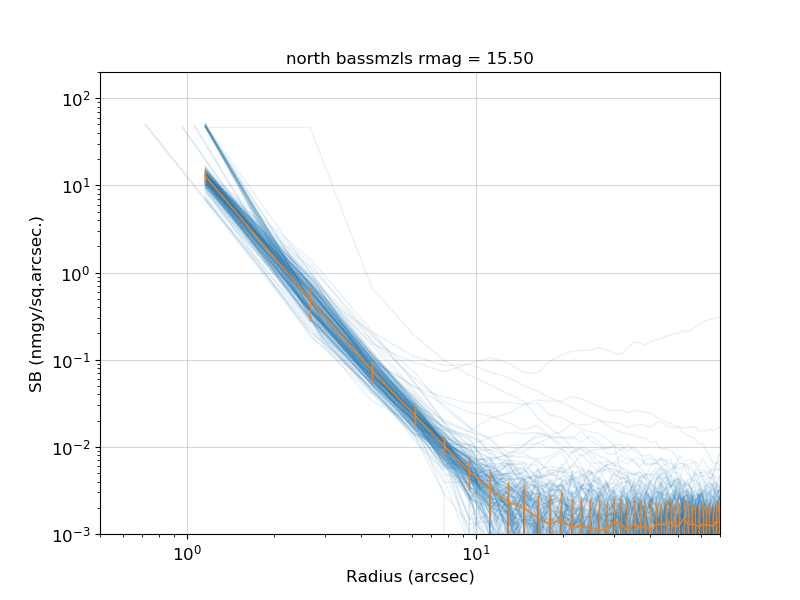 north bassmzls rmag = 15.50
SB (nmgy/sq.arcsec.)
10²
10¹
10⁰
10⁻¹
10⁻²
10⁻³
10⁰ 10¹
Radius (arcsec)